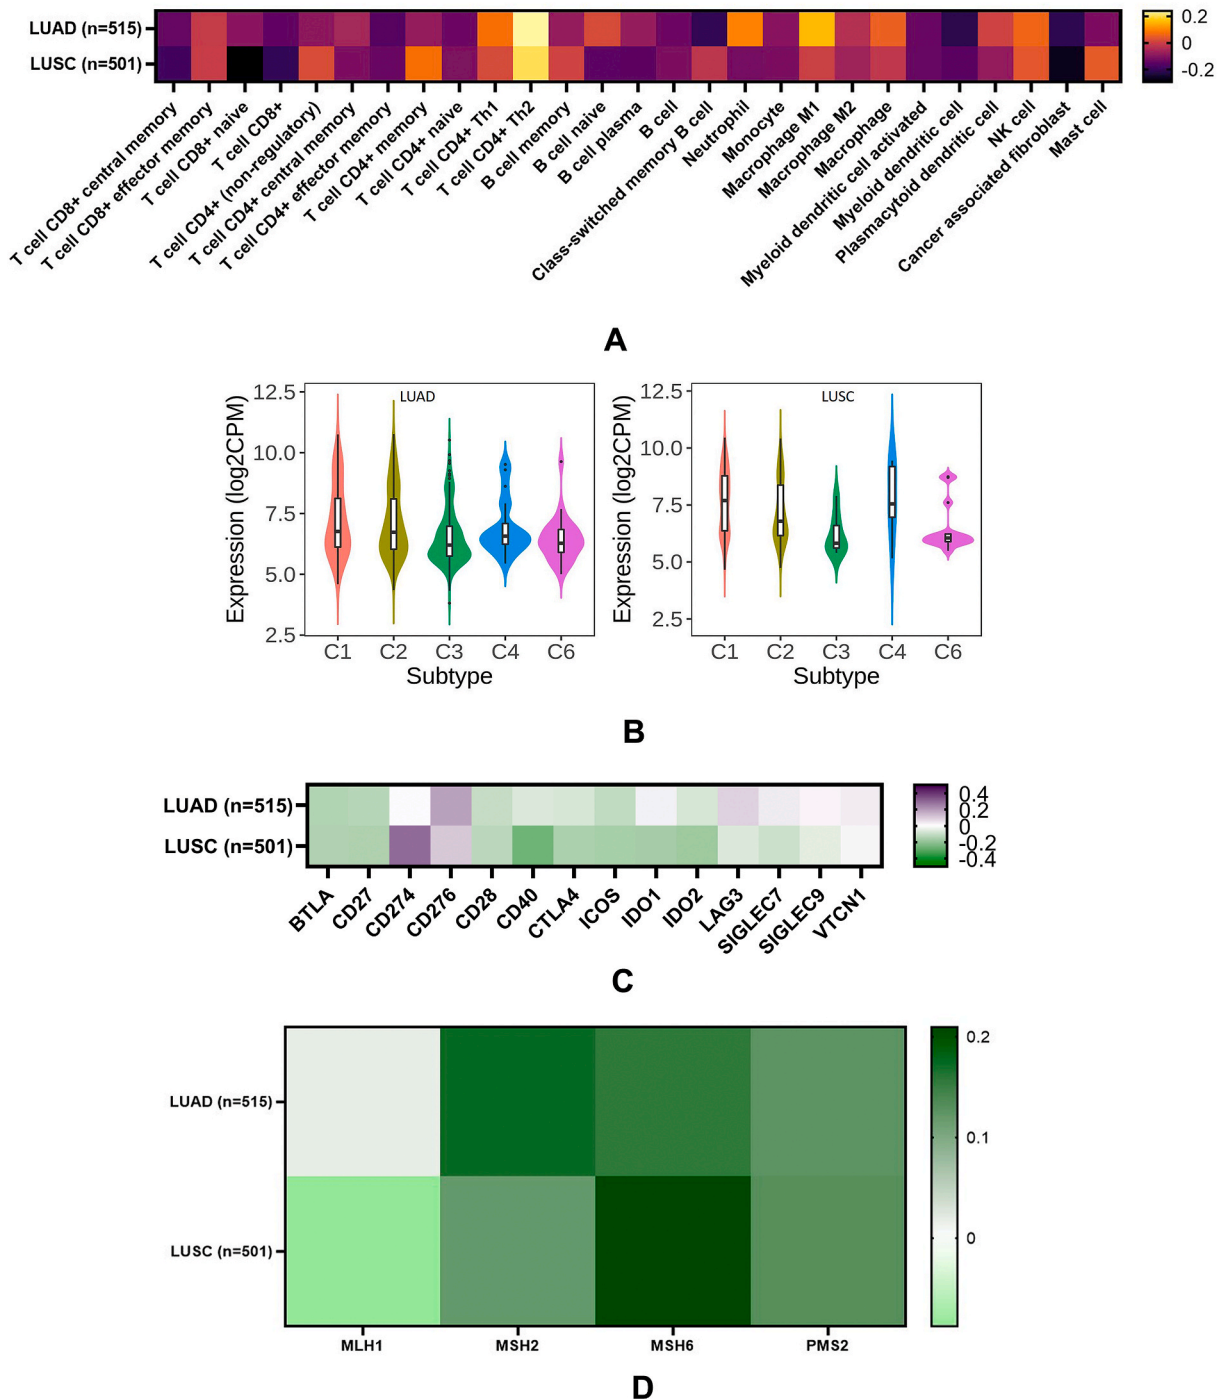 LUAD (n=515)
LUSC (n=501)
0.2
0
-0.2
T cell CD8+ central memory
T cell CD8+ effector memory
T cell CD8+ naive
T cell CD8+
T cell CD4+ (non-regulatory)
T cell CD4+ central memory
T cell CD4+ effector memory
T cell CD4+ memory
T cell CD4+ naive
T cell CD4+ Th1
T cell CD4+ Th2
B cell memory
B cell naive
B cell plasma
B cell
Class-switched memory B cell
Neutrophil
Monocyte
Macrophage M1
Macrophage M2
Macrophage
Myeloid dendritic cell activated
Myeloid dendritic cell
Plasmacytoid dendritic cell
NK cell
Cancer associated fibroblast
Mast cell
A
Expression (log2CPM)
12.5
10.0
7.5
5.0
2.5
LUAD
C1 C2 C3 C4 C6
Subtype
Expression (log2CPM)
12.5
10.0
7.5
5.0
2.5
LUSC
C1 C2 C3 C4 C6
Subtype
B
LUAD (n=515)
LUSC (n=501)
0.4
0.2
0
-0.2
-0.4
BTLA
CD27
CD274
CD276
CD28
CD40
CTLA4
ICOS
IDO1
IDO2
LAG3
SIGLEC7
SIGLEC9
VTCN1
C
LUAD (n=515)
LUSC (n=501)
0.2
0.1
0
MLH1 MSH2 MSH6 PMS2
D